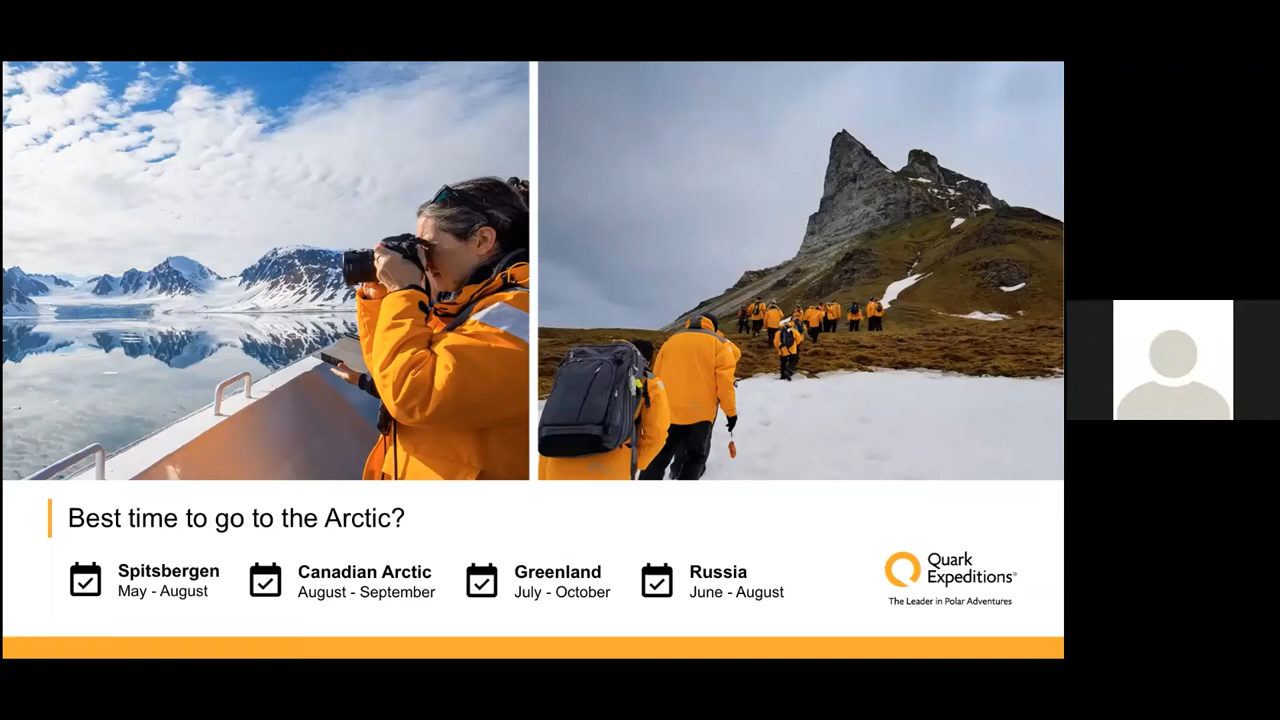 Best time to go to the Arctic?
Spitsbergen
May - August
Canadian Arctic
August - September
Greenland
July - October
Russia
June - August
Quark
Expeditions®
The Leader in Polar Adventures